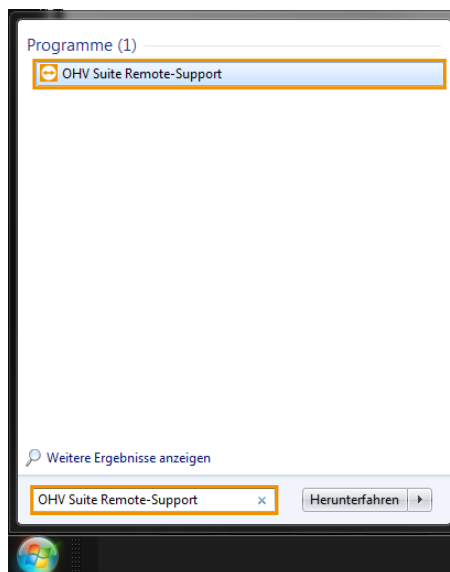 Programme (1)
OHV Suite Remote-Support
Weitere Ergebnisse anzeigen
OHV Suite Remote-Support
Herunterfahren